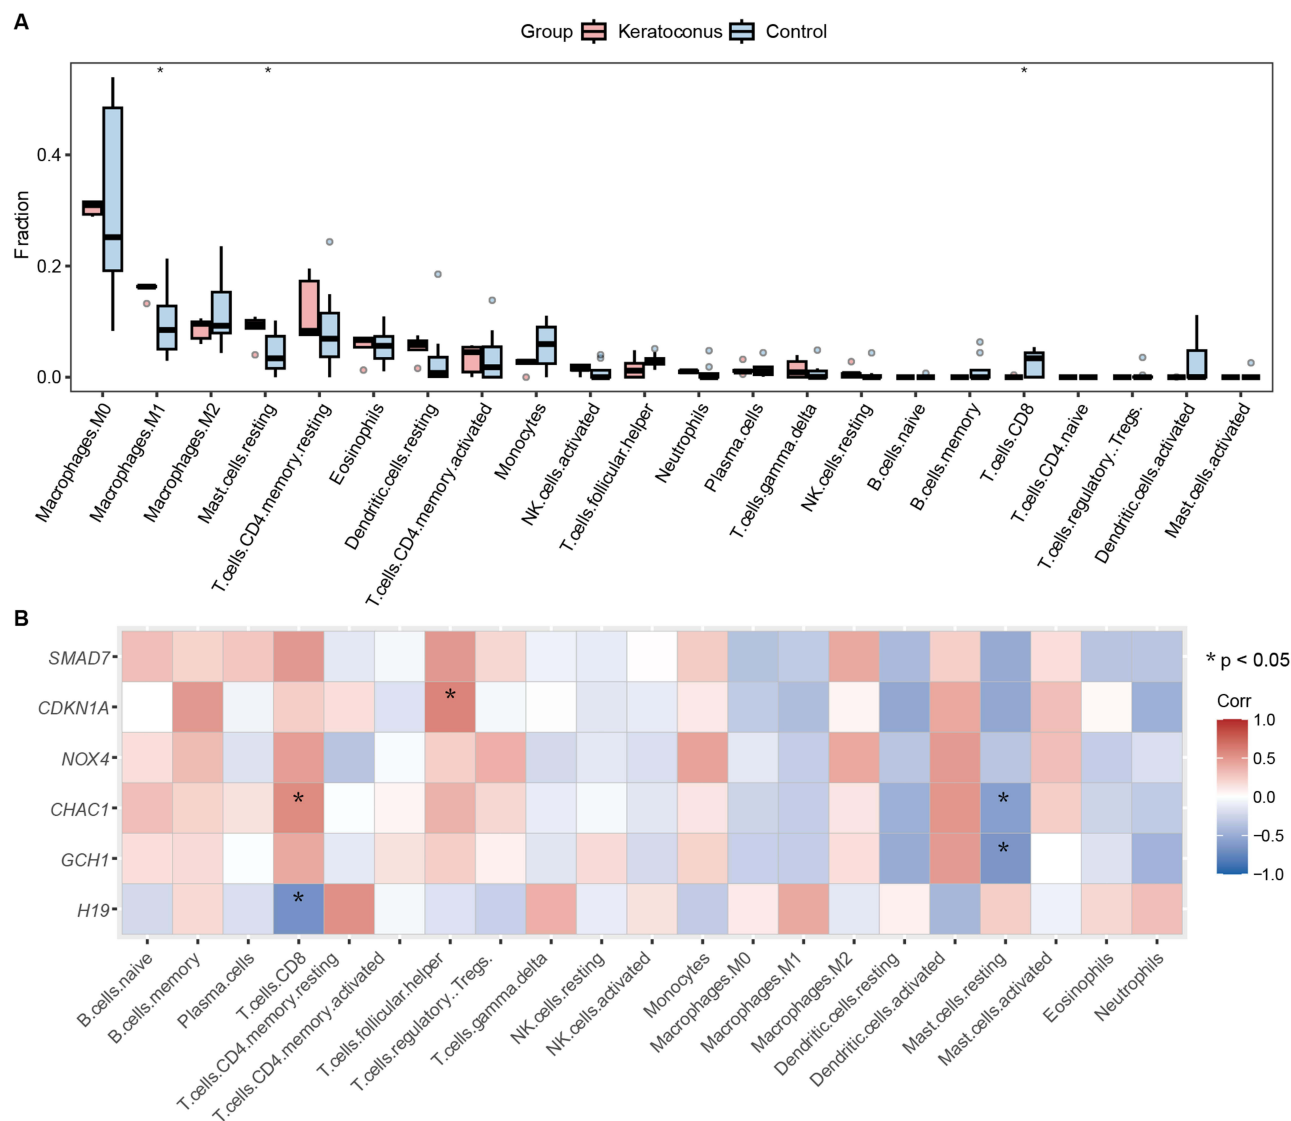 A
Group Keratoconus Control
* * *
Fraction
0.4
0.2
0.0
Macrophages.M0
Macrophages.M1
Macrophages.M2
Mast.cells.resting
T.cells.CD4.memory.resting
Eosinophils
Dendritic.cells.resting
T.cells.CD4.memory.activated
Monocytes
NK.cells.activated
T.cells.follicular.helper
Neutrophils
Plasma.cells
T.cells.gamma.delta
NK.cells.resting
B.cells.naive
B.cells.memory
T.cells.CD8
T.cells.CD4.naive
T.cells.regulatory..Tregs.
Dendritic.cells.activated
Mast.cells.activated
B
SMAD7
CDKN1A
*
NOX4
CHAC1
* *
GCH1
*
H19
*
* p < 0.05
Corr
1.0
0.5
0.0
−0.5
−1.0
B.cells.naive
B.cells.memory
Plasma.cells
T.cells.CD8
T.cells.CD4.memory.resting
T.cells.CD4.memory.activated
T.cells.follicular.helper
T.cells.regulatory..Tregs.
T.cells.gamma.delta
NK.cells.resting
NK.cells.activated
Monocytes
Macrophages.M0
Macrophages.M1
Macrophages.M2
Dendritic.cells.resting
Dendritic.cells.activated
Mast.cells.resting
Mast.cells.activated
Eosinophils
Neutrophils